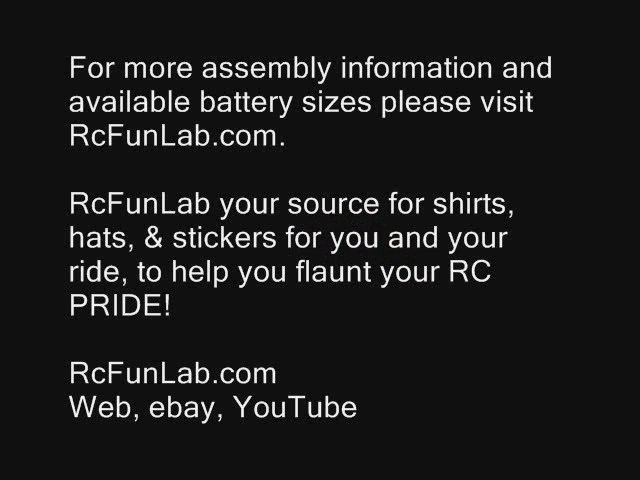 For more assembly information and
available battery sizes please visit
RcFunLab.com.
RcFunLab your source for shirts,
hats, & stickers for you and your
ride, to help you flaunt your RC
PRIDE!
RcFunLab.com
Web, ebay, YouTube